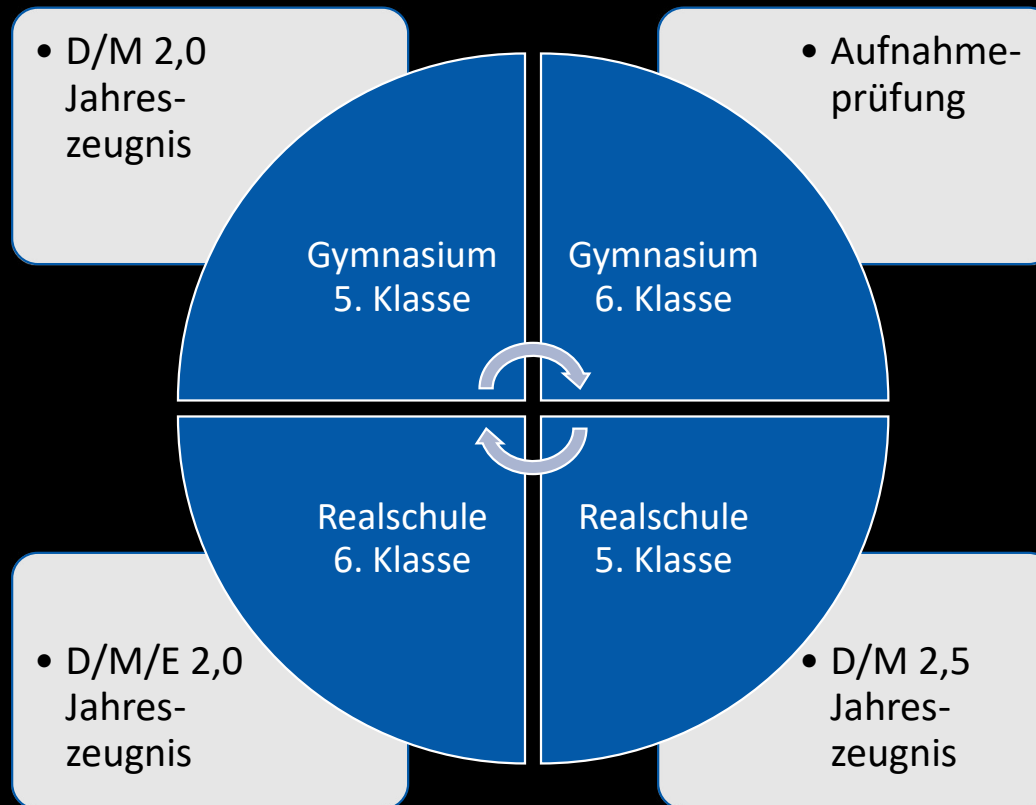 • D/M 2,0
Jahres-
zeugnis
• Aufnahme-
prüfung
Gymnasium
5. Klasse
Gymnasium
6. Klasse
Realschule
6. Klasse
Realschule
5. Klasse
• D/M/E 2,0
Jahres-
zeugnis
• D/M 2,5
Jahres-
zeugnis